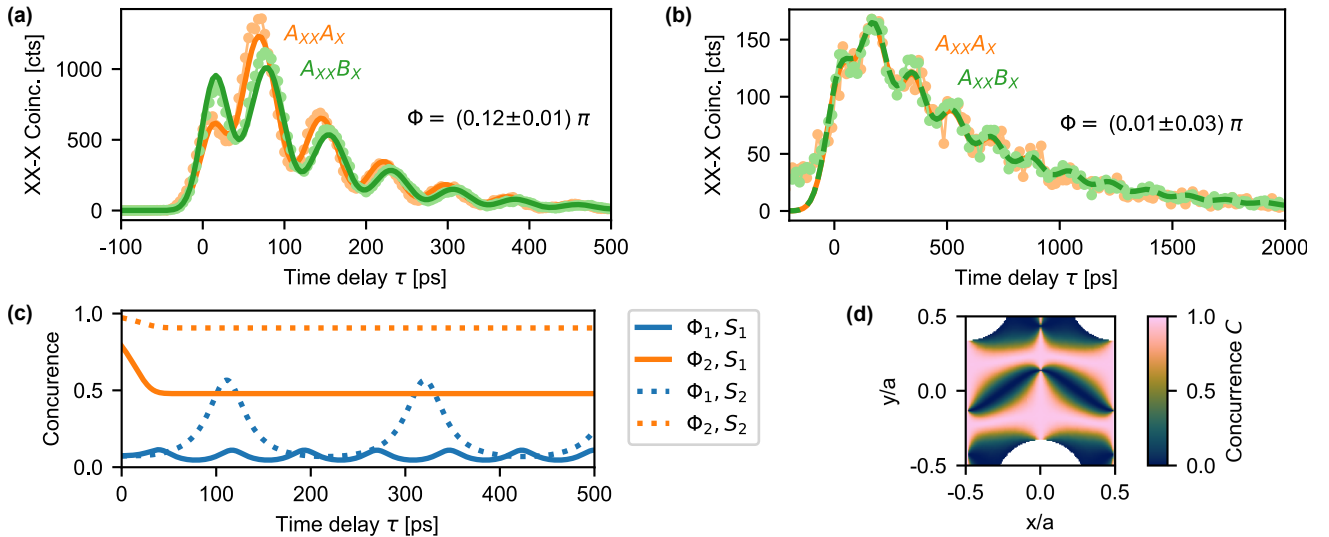 (a)
XX-X Coinc. [cts]
1000
500
0
A_XX A_X
A_XX B_X
Φ = (0.12±0.01) π
-100 0 100 200 300 400 500
Time delay τ [ps]
(b)
XX-X Coinc. [cts]
150
100
50
0
A_XX A_X
A_XX B_X
Φ = (0.01±0.03) π
0 500 1000 1500 2000
Time delay τ [ps]
(c)
Concurence
1.0
0.5
0.0
0 100 200 300 400 500
Time delay τ [ps]
Φ₁, S₁
Φ₂, S₁
Φ₁, S₂
Φ₂, S₂
(d)
y/a
0.5
0.0
-0.5
-0.5 0.0 0.5
x/a
1.0
0.5
0.0
Concurrence C